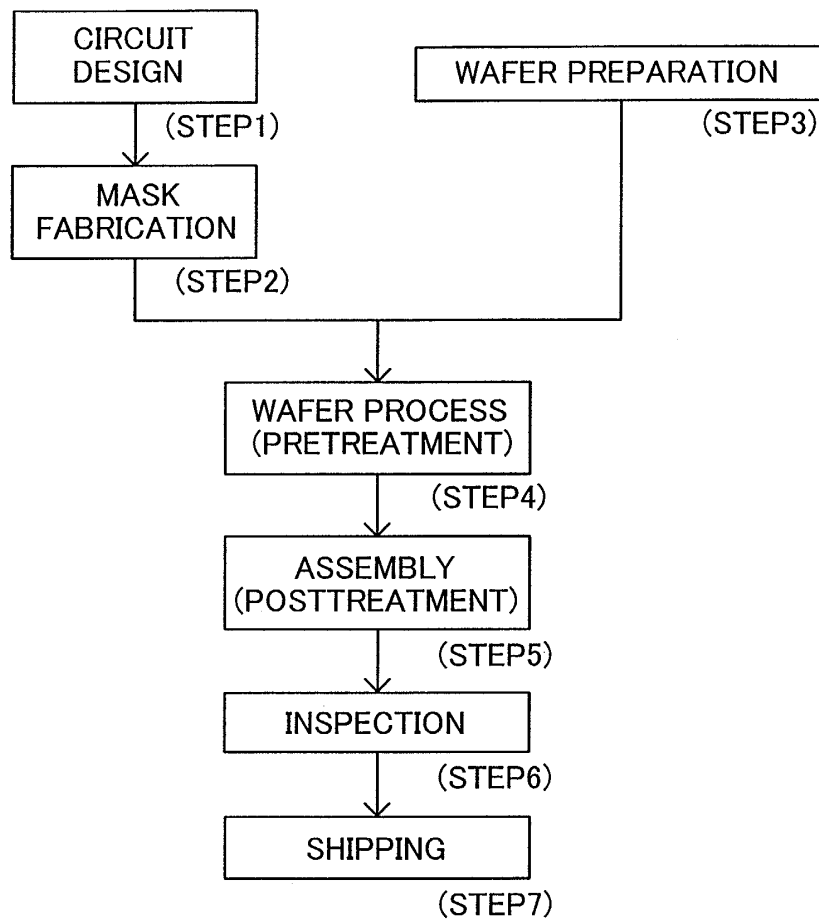 CIRCUIT
DESIGN
(STEP1)
WAFER PREPARATION
(STEP3)
MASK
FABRICATION
(STEP2)
WAFER PROCESS
(PRETREATMENT)
(STEP4)
ASSEMBLY
(POSTTREATMENT)
(STEP5)
INSPECTION
(STEP6)
SHIPPING
(STEP7)